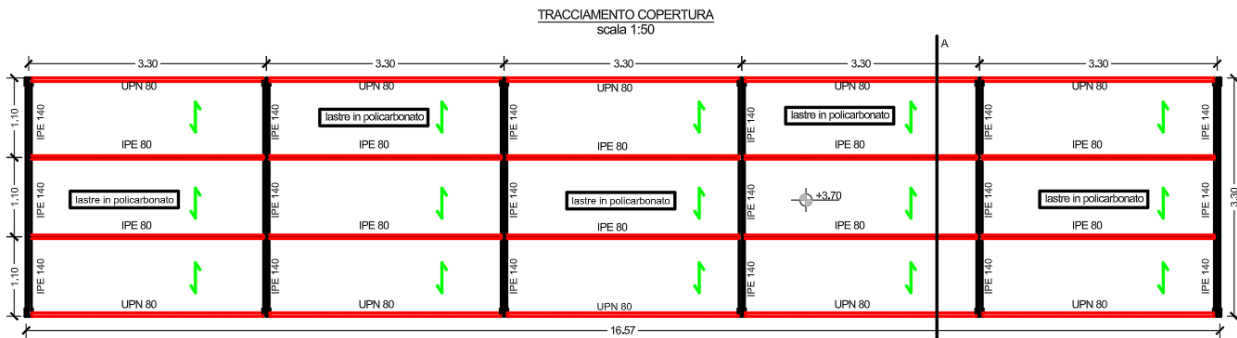 TRACCIAMENTO COPERTURA
scala 1:50
A
3.30 3.30 3.30 3.30 3.30
UPN 80 UPN 80 UPN 80 UPN 80 UPN 80
1.10 IPE 140 IPE 140 IPE 140 IPE 140 IPE 140 IPE 140
lastre in policarbonato lastre in policarbonato
IPE 80 IPE 80 IPE 80 IPE 80 IPE 80
1.10 IPE 140 IPE 140 IPE 140 IPE 140 IPE 140 IPE 140 3.30
lastre in policarbonato lastre in policarbonato +3.70 lastre in policarbonato
IPE 80 IPE 80 IPE 80 IPE 80 IPE 80
1.10 IPE 140 IPE 140 IPE 140 IPE 140 IPE 140 IPE 140
UPN 80 UPN 80 UPN 80 UPN 80 UPN 80
16.57